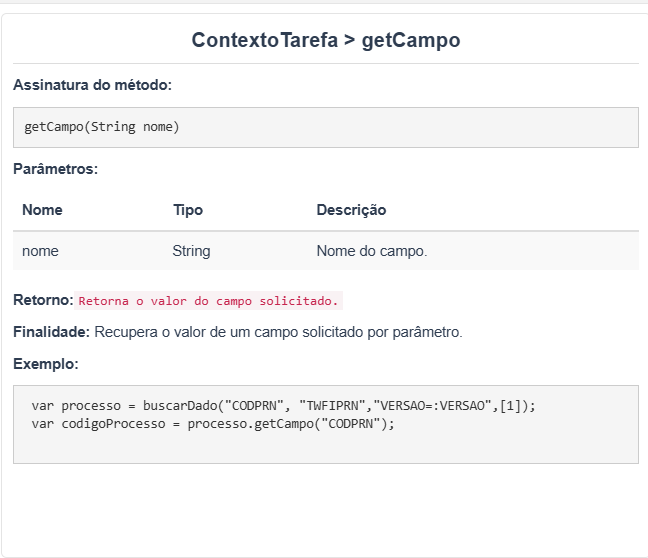 ContextoTarefa > getCampo
Assinatura do método:
getCampo(String nome)
Parâmetros:
Nome Tipo Descrição
nome String Nome do campo.
Retorno: Retorna o valor do campo solicitado.
Finalidade: Recupera o valor de um campo solicitado por parâmetro.
Exemplo:
var processo = buscarDado("CODPRN", "TWFIPRN","VERSAO=:VERSAO",[1]);
var codigoProcesso = processo.getCampo("CODPRN");